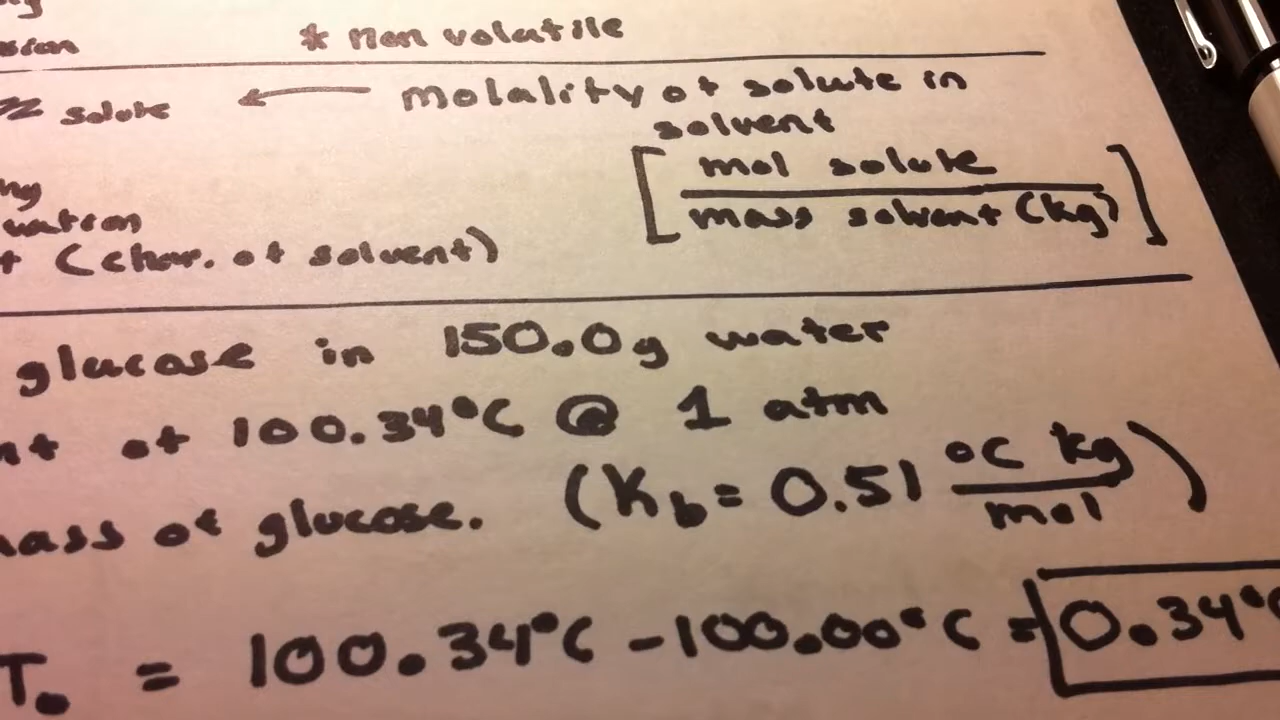 * Non volatile
solute ← molality of solute in
solvent
[ mol solute
mass solvent (kg) ]
(char. of solvent)
glucose in 150.0g water
at 100.34°C @ 1 atm
mass of glucose. (Kb = 0.51 °C kg
mol )
T₀ = 100.34°C - 100.00°C = 0.34°C